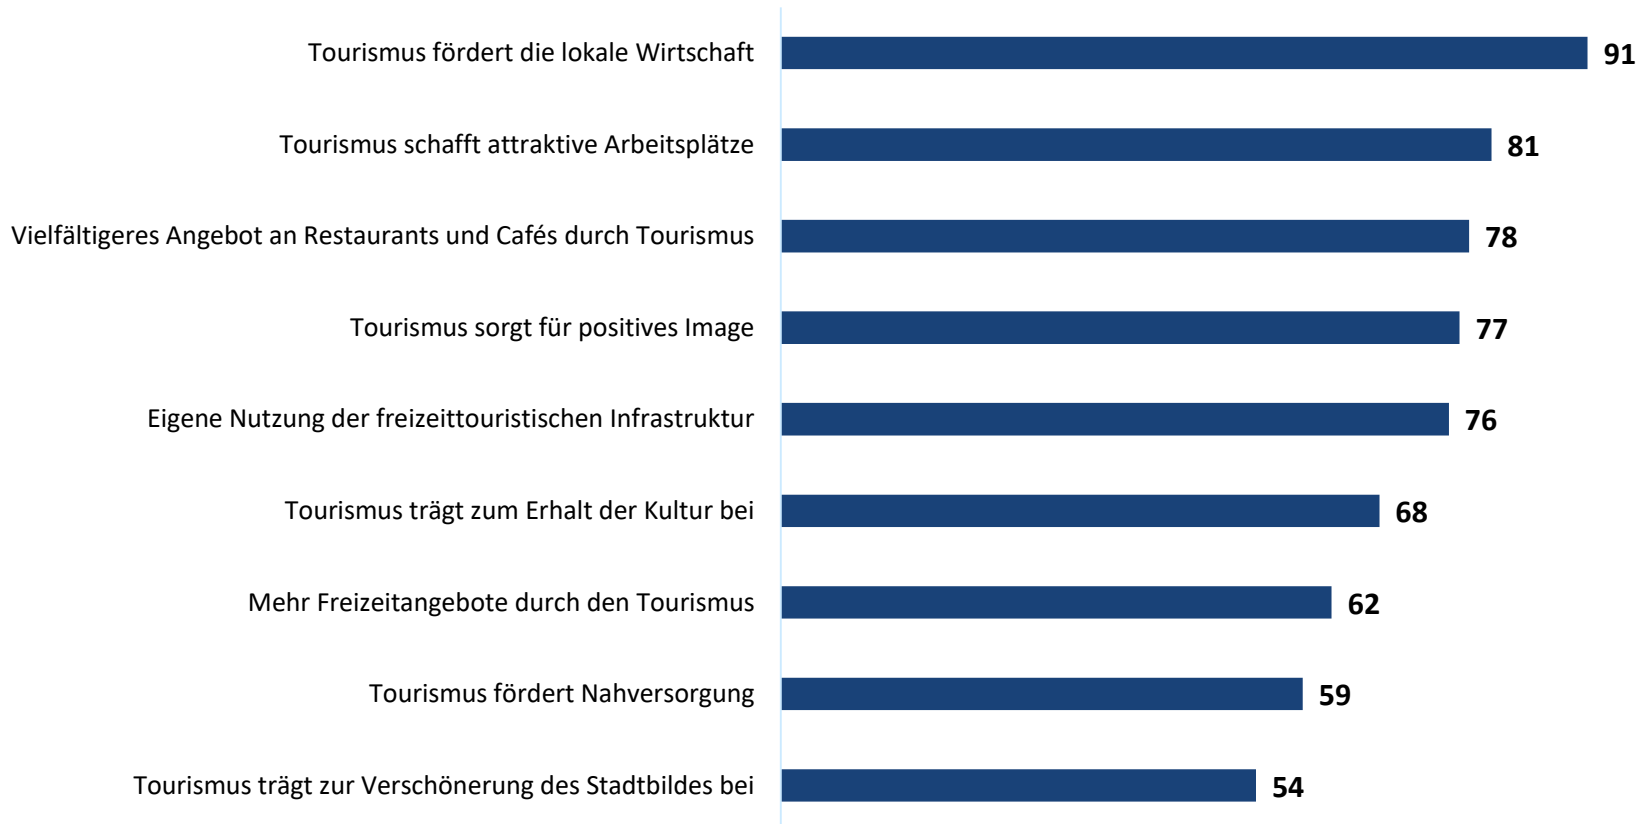 Tourismus fördert die lokale Wirtschaft 91
Tourismus schafft attraktive Arbeitsplätze 81
Vielfältigeres Angebot an Restaurants und Cafés durch Tourismus 78
Tourismus sorgt für positives Image 77
Eigene Nutzung der freizeittouristischen Infrastruktur 76
Tourismus trägt zum Erhalt der Kultur bei 68
Mehr Freizeitangebote durch den Tourismus 62
Tourismus fördert Nahversorgung 59
Tourismus trägt zur Verschönerung des Stadtbildes bei 54